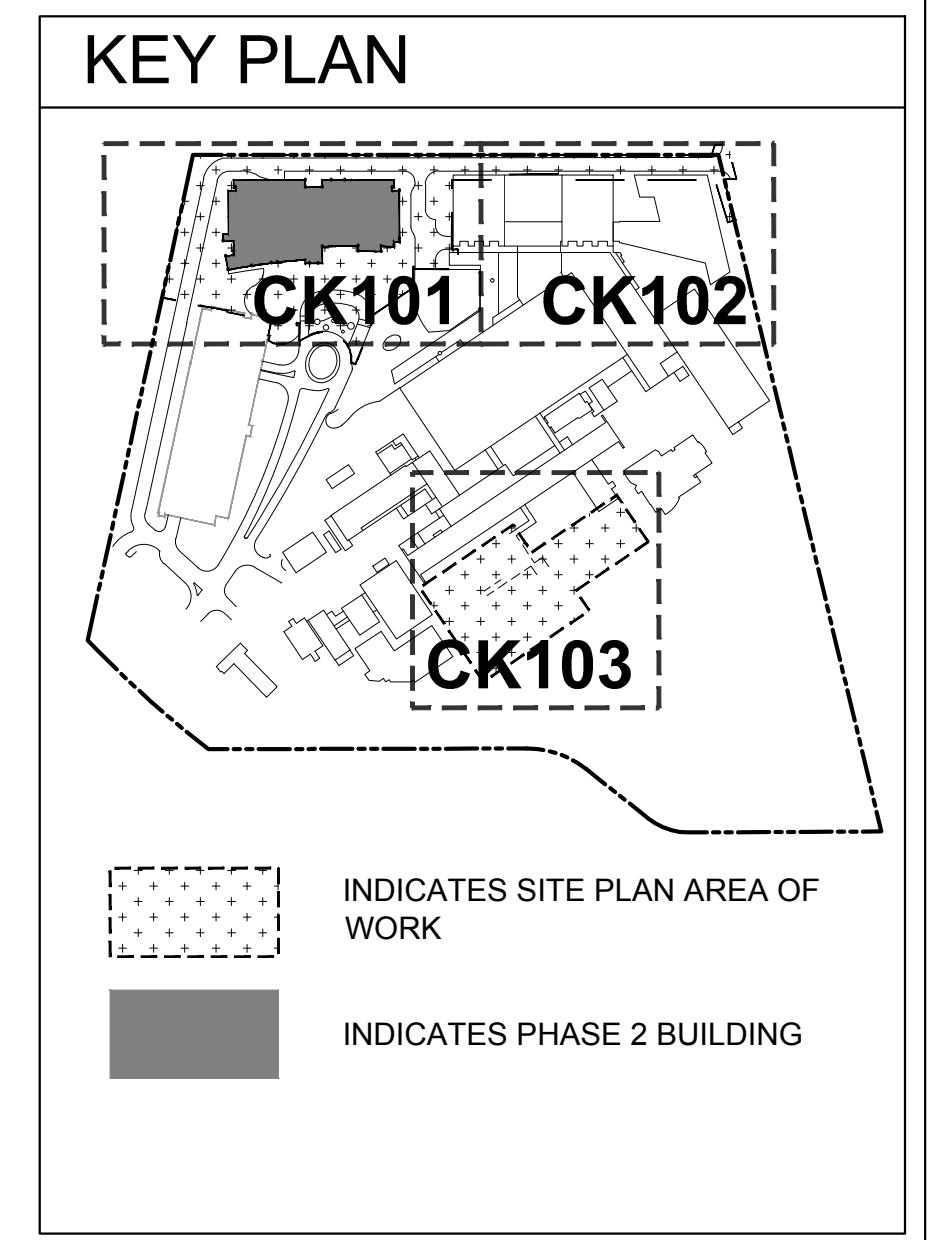 KEY PLAN
CK101
CK102
CK103
INDICATES SITE PLAN AREA OF
WORK
INDICATES PHASE 2 BUILDING